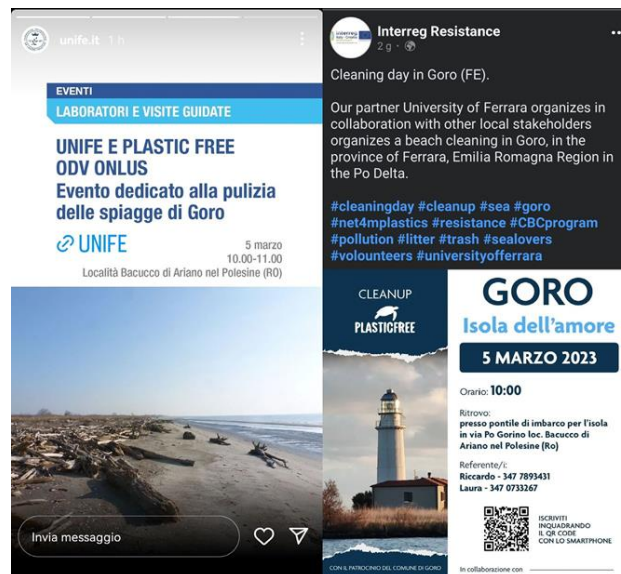 unife.it 1 h
EVENTI
LABORATORI E VISITE GUIDATE
UNIFE E PLASTIC FREE
ODV ONLUS
Evento dedicato alla pulizia
delle spiagge di Goro
UNIFE
5 marzo
10.00-11.00
Località Bacucco di Ariano nel Polesine (RO)
Invia messaggio
Interreg Resistance
2 g
Cleaning day in Goro (FE).
Our partner University of Ferrara organizes in
collaboration with other local stakeholders
organizes a beach cleaning in Goro, in the
province of Ferrara, Emilia Romagna Region in
the Po Delta.
#cleaningday #cleanup #sea #goro
#net4mplastics #resistance #CBCprogram
#pollution #litter #trash #sealovers
#volounteers #universityofferrara
CLEANUP
PLASTICFREE
GORO
Isola dell'amore
5 MARZO 2023
Orario: 10:00
Ritrovo:
presso pontile di imbarco per l'isola
in via Po Gorino loc. Bacucco di
Ariano nel Polesine (Ro)
Referente/i:
Riccardo - 347 7893431
Laura - 347 0733267
ISCRIVITI
INQUADRANDO
IL QR CODE
CON LO SMARTPHONE
CON IL PATROCINIO DEL COMUNE DI GORO
In collaborazione con